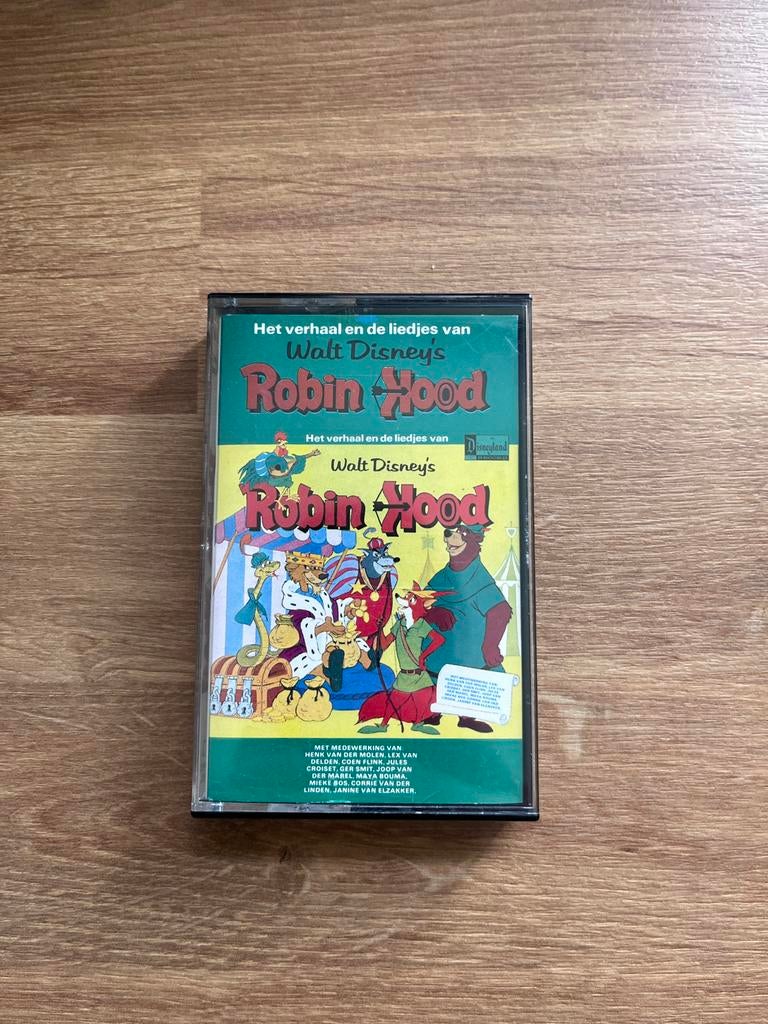 Het verhaal en de liedjes van
Walt Disney's
Robin Hood
Het verhaal en de liedjes van
Disneyland
Walt Disney's
Robin Hood
MET MEDEWERKING VAN
HENK VAN DER MOLEN, LEX VAN
DELDEN, COEN FLINK, JULES
CROISET, GER SMIT, JOOP VAN
DER MAREL, MAYA BOUMA,
MIEKE BOS, CORRIE VAN DER
LINDEN, JANINE VAN ELZAKKER.